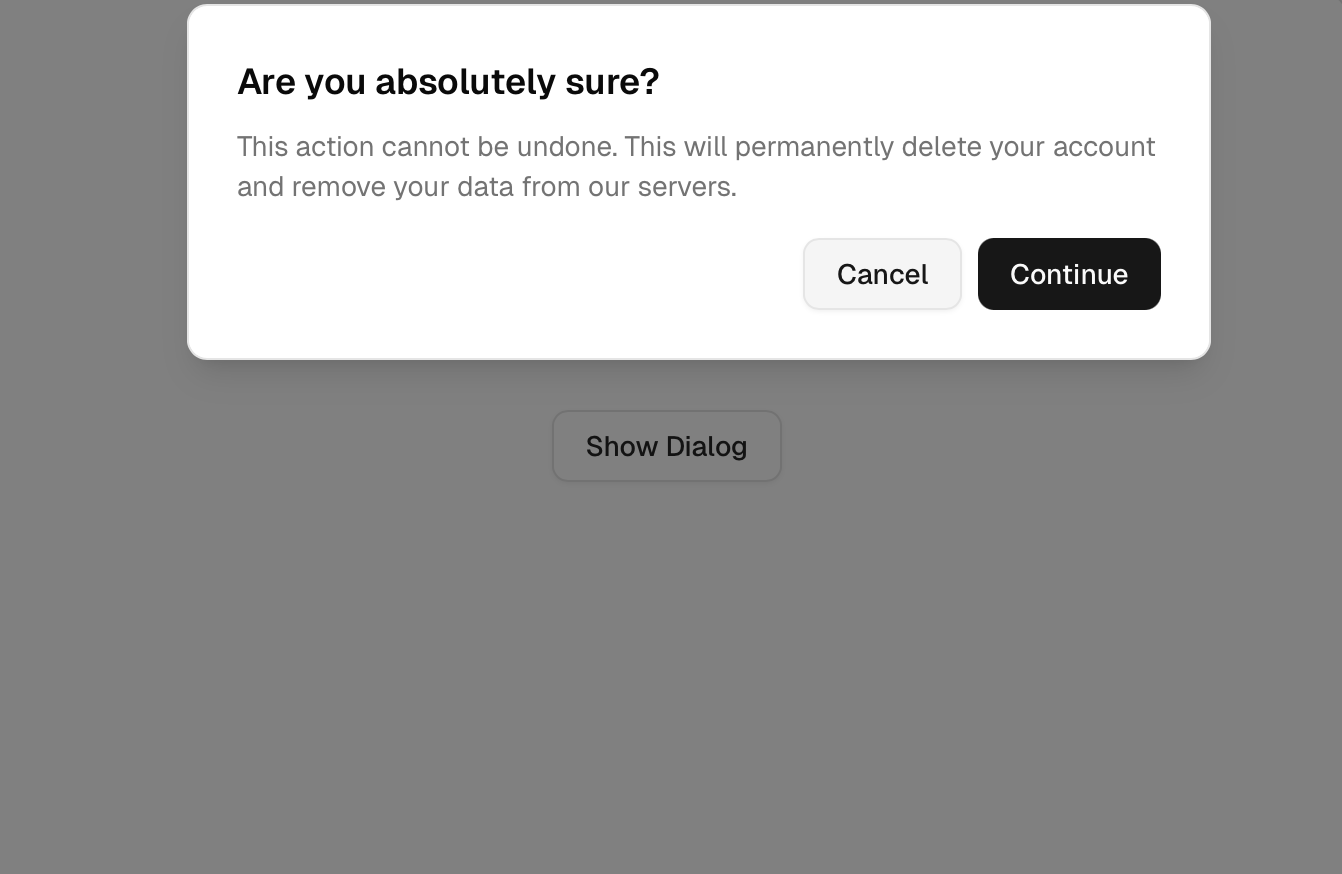 Are you absolutely sure?
This action cannot be undone. This will permanently delete your account
and remove your data from our servers.
Cancel
Continue
Show Dialog